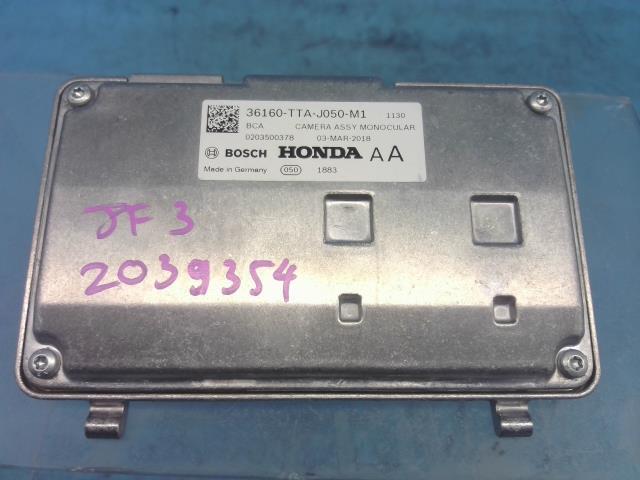 36160-TTA-J050-M1 1130
BCA CAMERA ASSY MONOCULAR
0203500378 03-MAR-2018
BOSCH HONDA AA
Made in Germany 050 1883
JF3
2039354